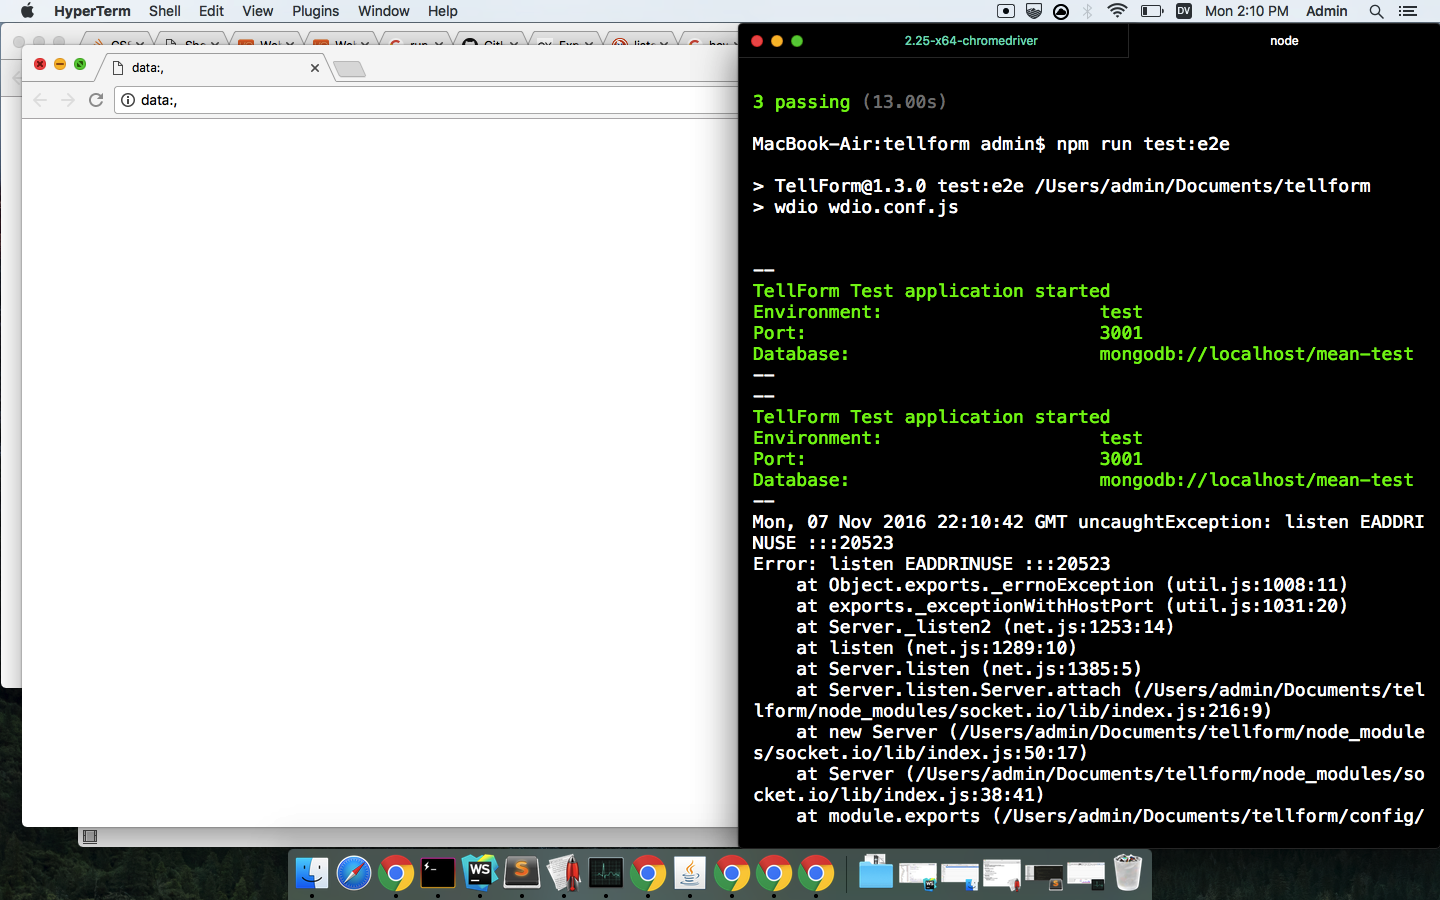 HyperTerm Shell Edit View Plugins Window Help
DV Mon 2:10 PM Admin
data:,
data:,
2.25-x64-chromedriver
node
3 passing (13.00s)
MacBook-Air:tellform admin$ npm run test:e2e
> TellForm@1.3.0 test:e2e /Users/admin/Documents/tellform
> wdio wdio.conf.js
--
TellForm Test application started
Environment: test
Port: 3001
Database: mongodb://localhost/mean-test
--
--
TellForm Test application started
Environment: test
Port: 3001
Database: mongodb://localhost/mean-test
--
Mon, 07 Nov 2016 22:10:42 GMT uncaughtException: listen EADDRI
NUSE :::20523
Error: listen EADDRINUSE :::20523
at Object.exports._errnoException (util.js:1008:11)
at exports._exceptionWithHostPort (util.js:1031:20)
at Server._listen2 (net.js:1253:14)
at listen (net.js:1289:10)
at Server.listen (net.js:1385:5)
at Server.listen.Server.attach (/Users/admin/Documents/tel
lform/node_modules/socket.io/lib/index.js:216:9)
at new Server (/Users/admin/Documents/tellform/node_module
s/socket.io/lib/index.js:50:17)
at Server (/Users/admin/Documents/tellform/node_modules/so
cket.io/lib/index.js:38:41)
at module.exports (/Users/admin/Documents/tellform/config/
WS
S